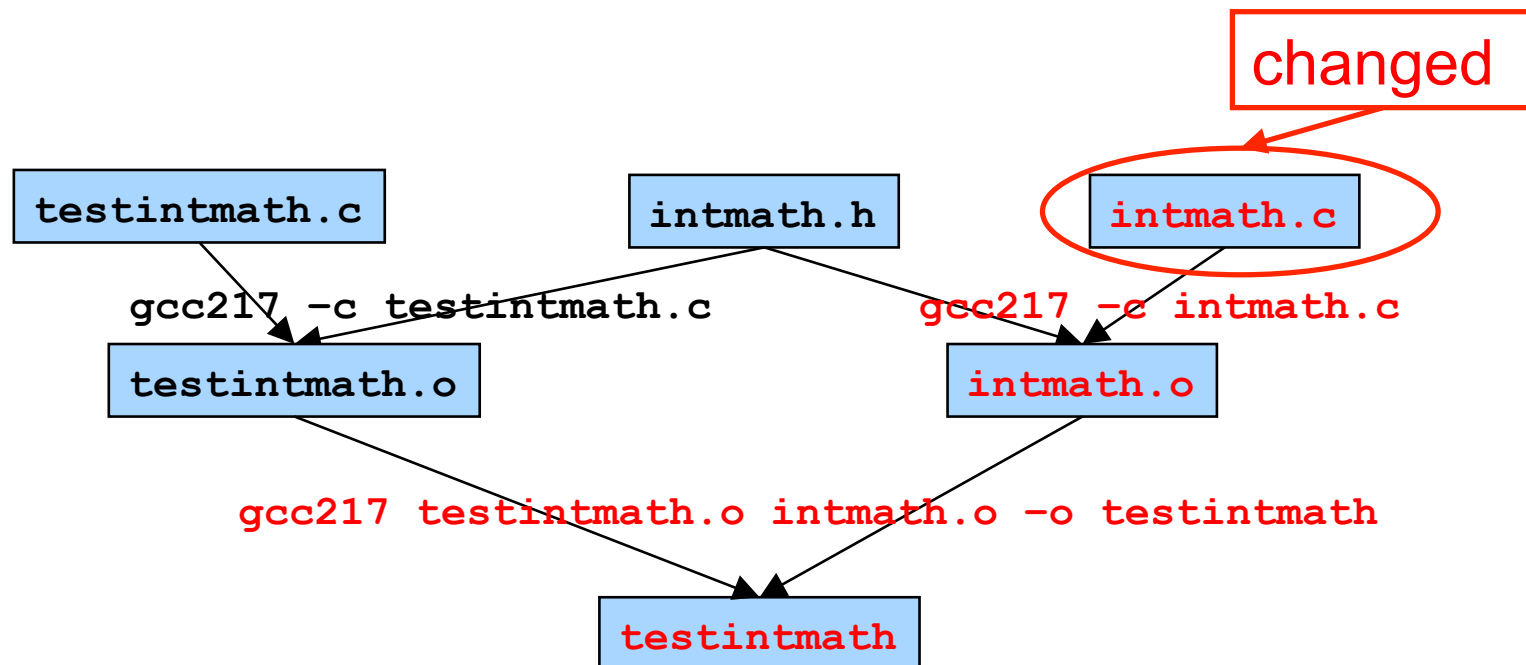 changed
testintmath.c
intmath.h
intmath.c
gcc217 –c testintmath.c
gcc217 –c intmath.c
testintmath.o
intmath.o
gcc217 testintmath.o intmath.o –o testintmath
testintmath